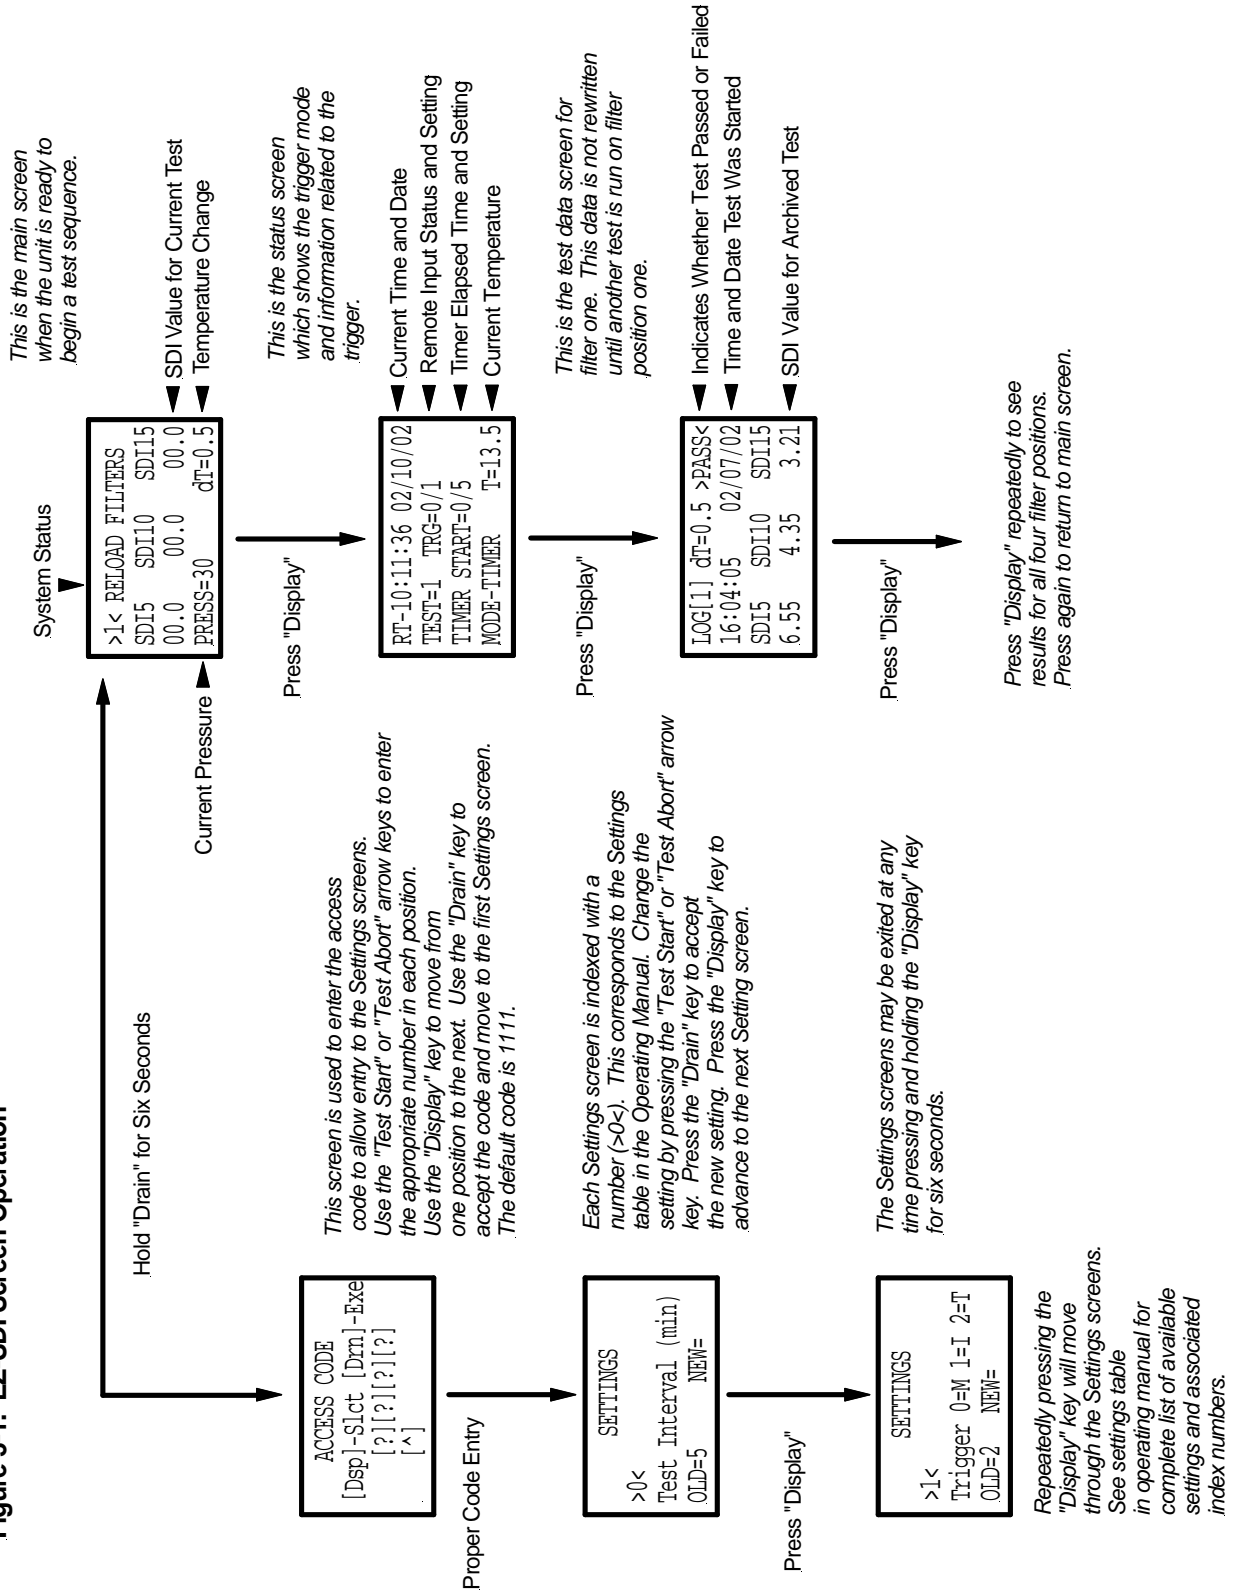 Figure 5-1: EZ-SDI Screen Operation
System Status
>1< RELOAD FILTERS
SDI5 SDI10 SDI15
00.0 00.0 00.0
PRESS=30 dT=0.5
This is the main screen
when the unit is ready to
begin a test sequence.
SDI Value for Current Test
Temperature Change
Current Pressure
Hold "Drain" for Six Seconds
Press "Display"
RT-10:11:36 02/10/02
TEST=1 TRG=0/1
TIMER START=0/5
MODE-TIMER T=13.5
This is the status screen
which shows the trigger mode
and information related to the
trigger.
Current Time and Date
Remote Input Status and Setting
Timer Elapsed Time and Setting
Current Temperature
Press "Display"
LOG[1] dT=0.5 >PASS<
16:04:05 02/07/02
SDI5 SDI10 SDI15
6.55 4.35 3.21
This is the test data screen for
filter one. This data is not rewritten
until another test is run on filter
position one.
Indicates Whether Test Passed or Failed
Time and Date Test Was Started
SDI Value for Archived Test
Press "Display"
Press "Display" repeatedly to see
results for all four filter positions.
Press again to return to main screen.
ACCESS CODE
[Dsp]-Slct [Drn]-Exe
[?][?][?][?]
[^]
This screen is used to enter the access
code to allow entry to the Settings screens.
Use the "Test Start" or "Test Abort" arrow keys to enter
the appropriate number in each position.
Use the "Display" key to move from
one position to the next. Use the "Drain" key to
accept the code and move to the first Settings screen.
The default code is 1111.
Proper Code Entry
SETTINGS
>0<
Test Interval (min)
OLD=5 NEW=
Each Settings screen is indexed with a
number (>0<). This corresponds to the Settings
table in the Operating Manual. Change the
setting by pressing the "Test Start" or "Test Abort" arrow
key. Press the "Drain" key to accept
the new setting. Press the "Display" key to
advance to the next Setting screen.
Press "Display"
SETTINGS
>1<
Trigger 0=M 1=I 2=T
OLD=2 NEW=
The Settings screens may be exited at any
time pressing and holding the "Display" key
for six seconds.
Repeatedly pressing the
"Display" key will move
through the Settings screens.
See settings table
in operating manual for
complete list of available
settings and associated
index numbers.